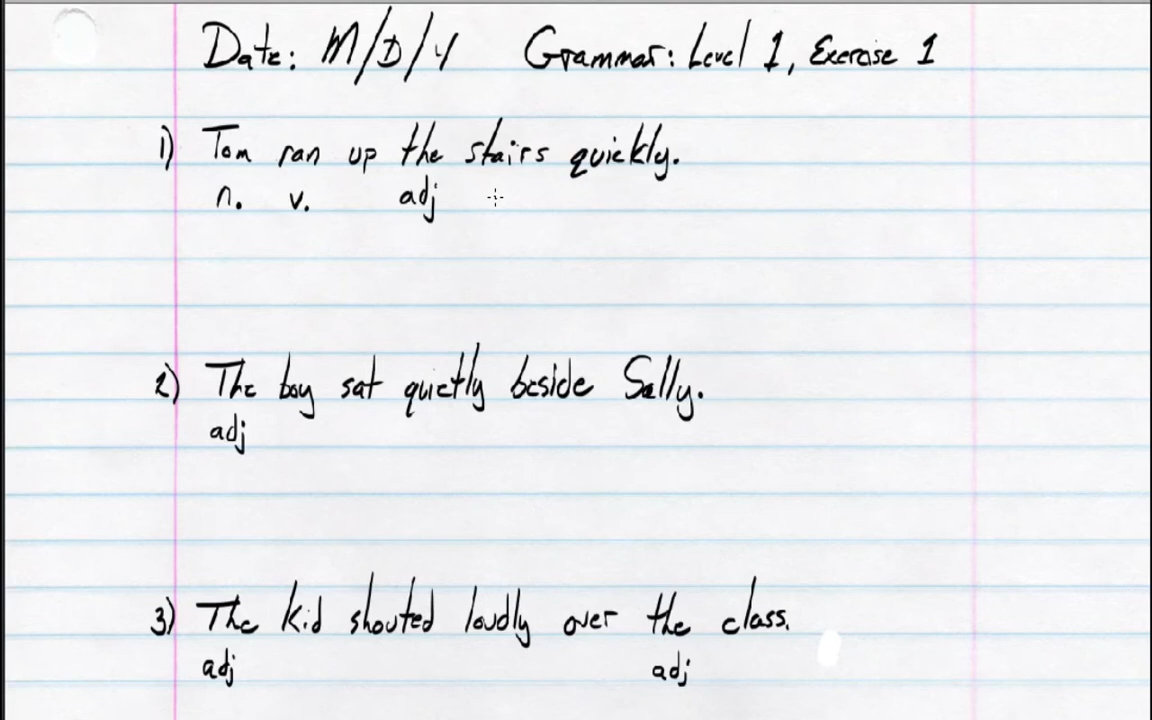 Date: M/D/Y Grammar: Level 1, Exercise 1
1) Tom ran up the stairs quickly.
n. v. adj
2) The boy sat quietly beside Sally.
adj
3) The kid shouted loudly over the class.
adj adj